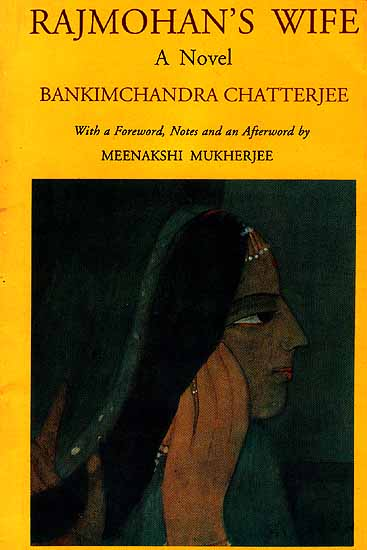 RAJMOHAN'S WIFE
A Novel
BANKIMCHANDRA CHATTERJEE
With a Foreword, Notes and an Afterword by
MEENAKSHI MUKHERJEE